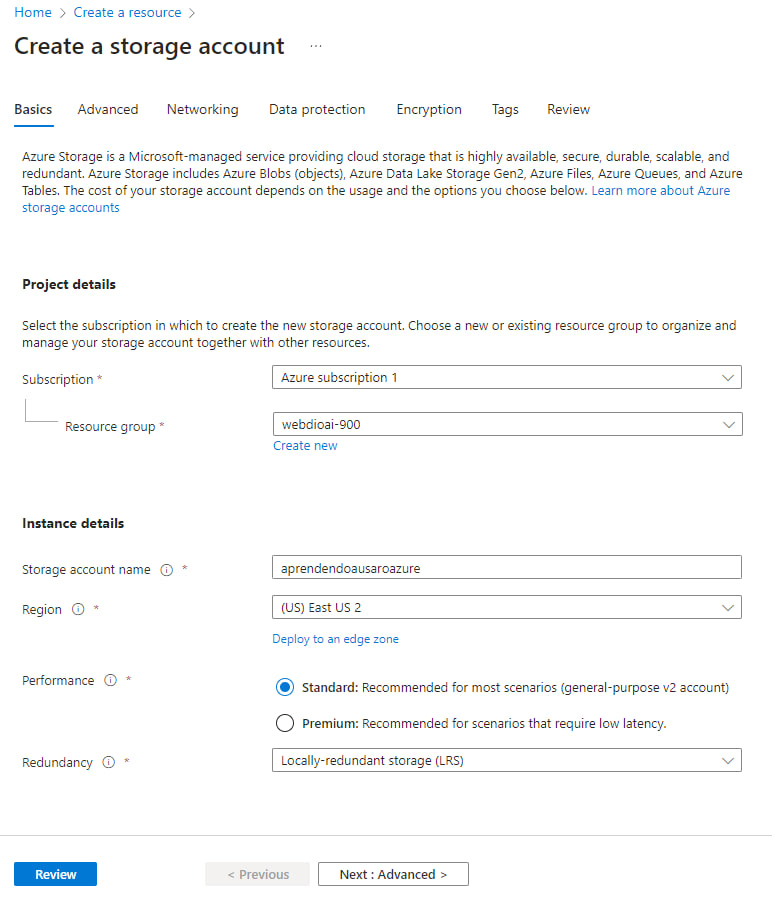 Home > Create a resource >
Create a storage account ...
Basics Advanced Networking Data protection Encryption Tags Review
Azure Storage is a Microsoft-managed service providing cloud storage that is highly available, secure, durable, scalable, and
redundant. Azure Storage includes Azure Blobs (objects), Azure Data Lake Storage Gen2, Azure Files, Azure Queues, and Azure
Tables. The cost of your storage account depends on the usage and the options you choose below. Learn more about Azure
storage accounts
Project details
Select the subscription in which to create the new storage account. Choose a new or existing resource group to organize and
manage your storage account together with other resources.
Subscription * Azure subscription 1
Resource group * webdioai-900
Create new
Instance details
Storage account name * aprendendoausaroazure
Region * (US) East US 2
Deploy to an edge zone
Performance * Standard: Recommended for most scenarios (general-purpose v2 account)
Premium: Recommended for scenarios that require low latency.
Redundancy * Locally-redundant storage (LRS)
Review < Previous Next : Advanced >